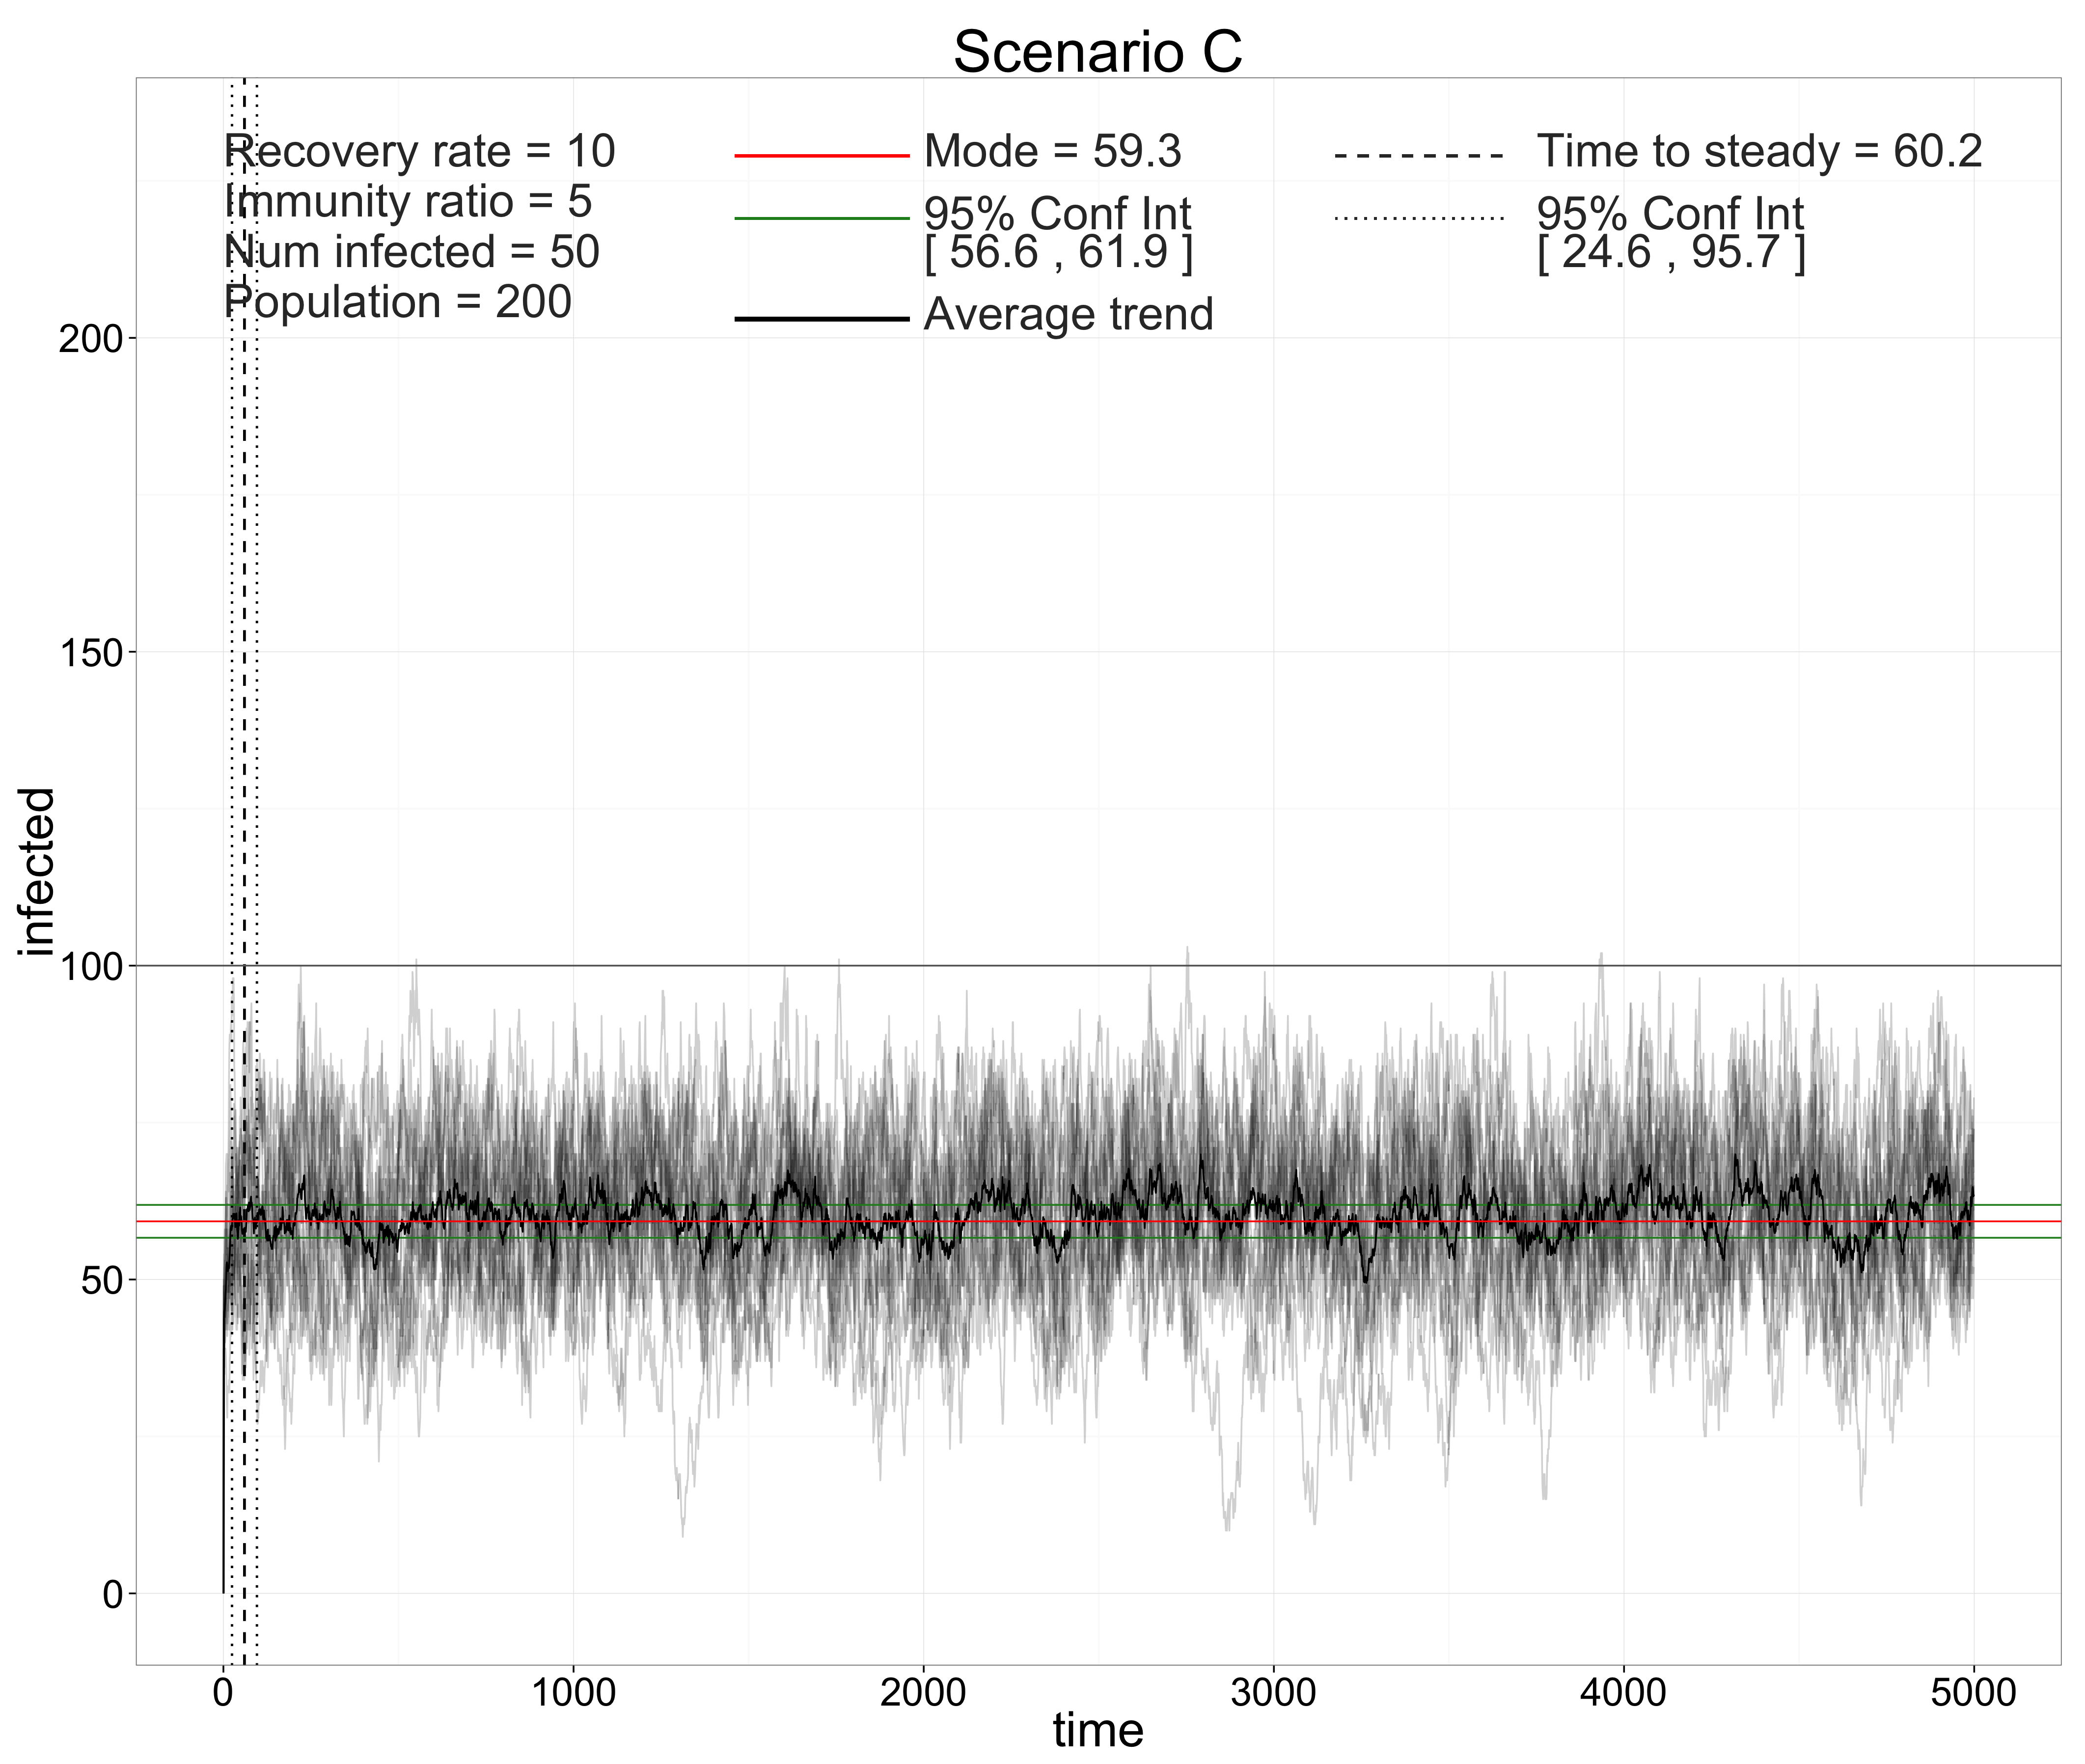 Scenario C
Recovery rate = 10
Immunity ratio = 5
Num infected = 50
Population = 200
Mode = 59.3
95% Conf Int
[ 56.6 , 61.9 ]
Average trend
Time to steady = 60.2
95% Conf Int
[ 24.6 , 95.7 ]
infected
200
150
100
50
0
0 1000 2000 3000 4000 5000
time